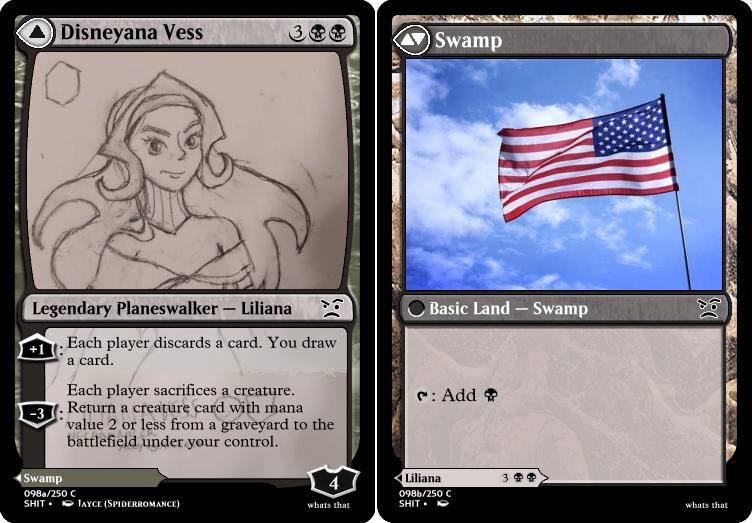 Disneyana Vess 3
Legendary Planeswalker — Liliana
+1: Each player discards a card. You draw
a card.
Each player sacrifices a creature.
-3: Return a creature card with mana
value 2 or less from a graveyard to the
battlefield under your control.
Swamp
4
098a/250 C
SHIT • Jayce (Spiderromance)
whats that
Swamp
Basic Land — Swamp
: Add
Liliana 3
098b/250 C
SHIT •
whats that